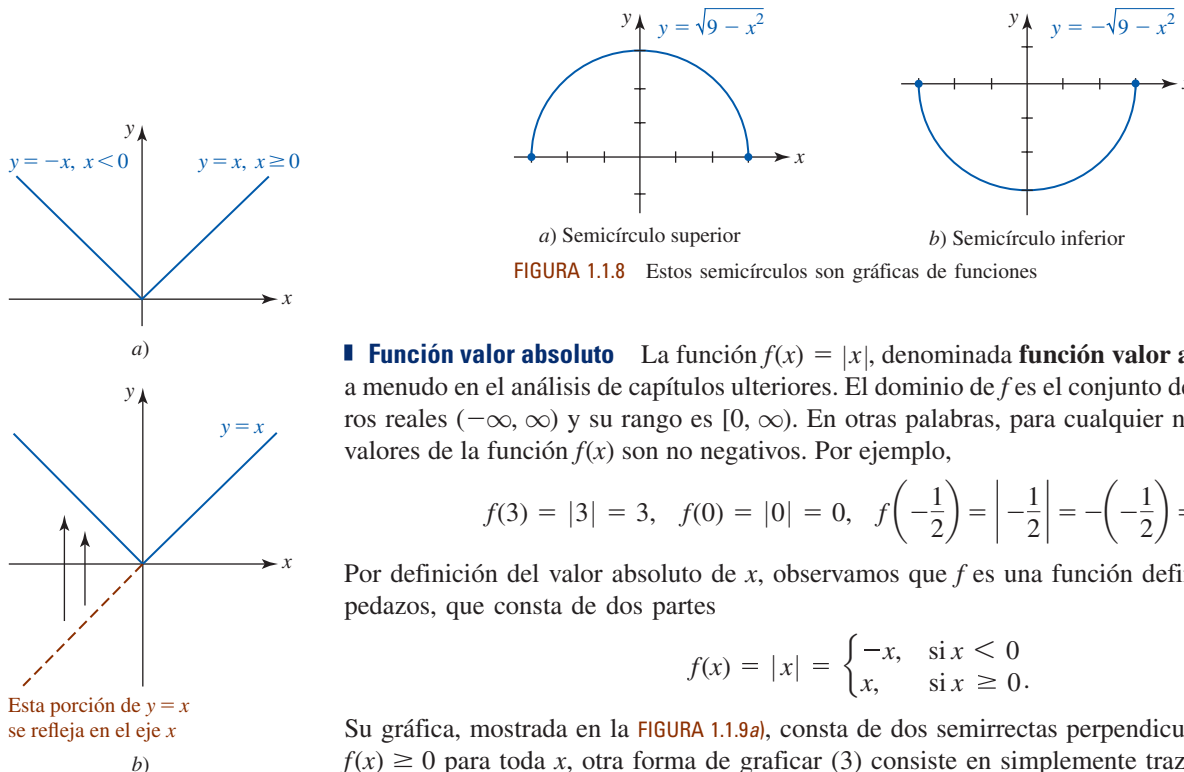 y
y = −x, x < 0
y = x, x ≥ 0
x
a)
y
y = x
x
Esta porción de y = x
se refleja en el eje x
b)
y
y = √9 − x²
x
a) Semicírculo superior
y
y = −√9 − x²
b) Semicírculo inferior
FIGURA 1.1.8 Estos semicírculos son gráficas de funciones
Función valor absoluto La función f(x) = |x|, denominada función valor a
a menudo en el análisis de capítulos ulteriores. El dominio de f es el conjunto de
ros reales (−∞, ∞) y su rango es [0, ∞). En otras palabras, para cualquier n
valores de la función f(x) son no negativos. Por ejemplo,
f(3) = |3| = 3, f(0) = |0| = 0, f(−1/2) = |−1/2| = −(−1/2) =
Por definición del valor absoluto de x, observamos que f es una función defi
pedazos, que consta de dos partes
f(x) = |x| = { −x, si x < 0
x, si x ≥ 0.
Su gráfica, mostrada en la FIGURA 1.1.9a), consta de dos semirrectas perpendicu
f(x) ≥ 0 para toda x, otra forma de graficar (3) consiste en simplemente traz